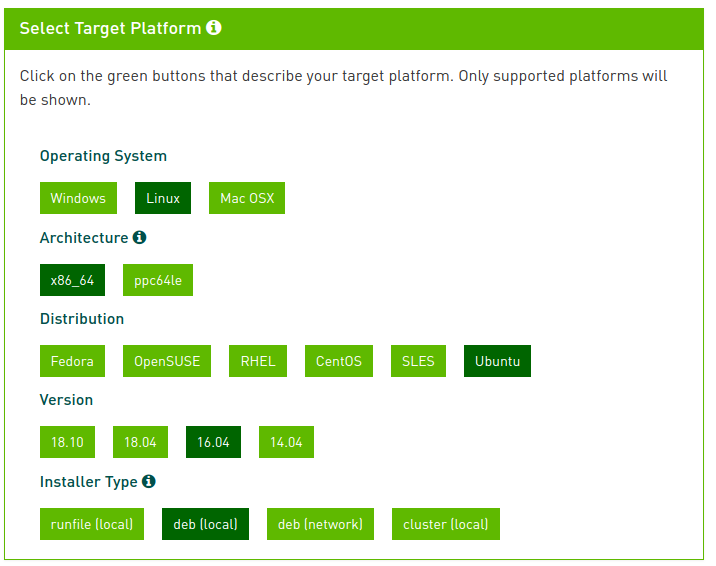 Select Target Platform
Click on the green buttons that describe your target platform. Only supported platforms will
be shown.
Operating System
Windows Linux Mac OSX
Architecture
x86_64 ppc64le
Distribution
Fedora OpenSUSE RHEL CentOS SLES Ubuntu
Version
18.10 18.04 16.04 14.04
Installer Type
runfile (local) deb (local) deb (network) cluster (local)